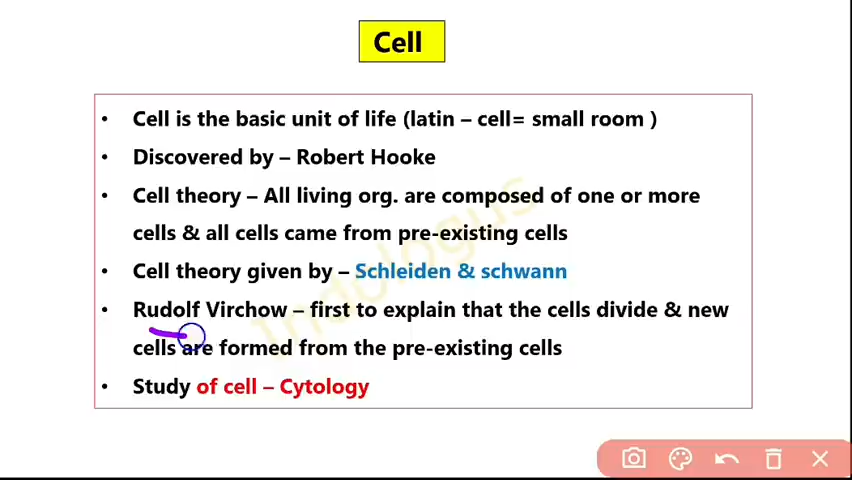 Cell
• Cell is the basic unit of life (latin – cell= small room )
• Discovered by – Robert Hooke
• Cell theory – All living org. are composed of one or more
cells & all cells came from pre-existing cells
• Cell theory given by – Schleiden & schwann
• Rudolf Virchow – first to explain that the cells divide & new
cells are formed from the pre-existing cells
• Study of cell – Cytology
Indologus